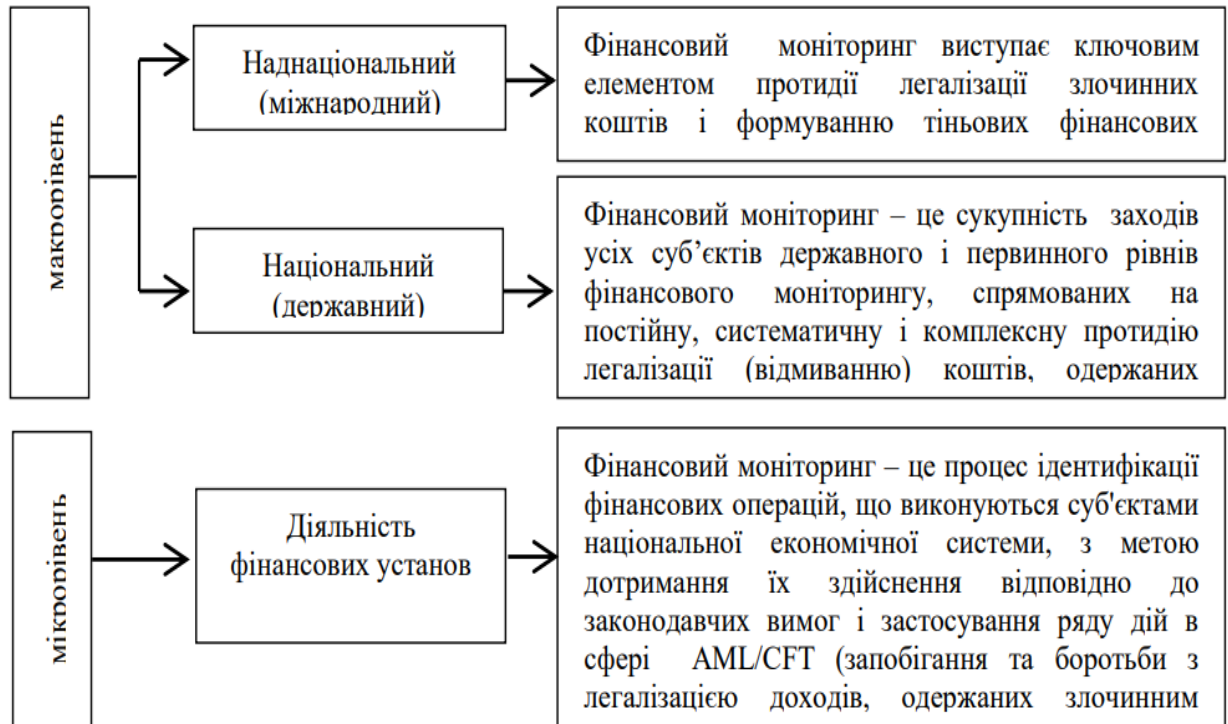 макрорівень
Наднаціональний
(міжнародний)
Фінансовий моніторинг виступає ключовим
елементом протидії легалізації злочинних
коштів і формуванню тіньових фінансових
Національний
(державний)
Фінансовий моніторинг – це сукупність заходів
усіх суб’єктів державного і первинного рівнів
фінансового моніторингу, спрямованих на
постійну, систематичну і комплексну протидію
легалізації (відмиванню) коштів, одержаних
мікрорівень
Діяльність
фінансових установ
Фінансовий моніторинг – це процес ідентифікації
фінансових операцій, що виконуються суб'єктами
національної економічної системи, з метою
дотримання їх здійснення відповідно до
законодавчих вимог і застосування ряду дій в
сфері AML/CFT (запобігання та боротьби з
легалізацією доходів, одержаних злочинним